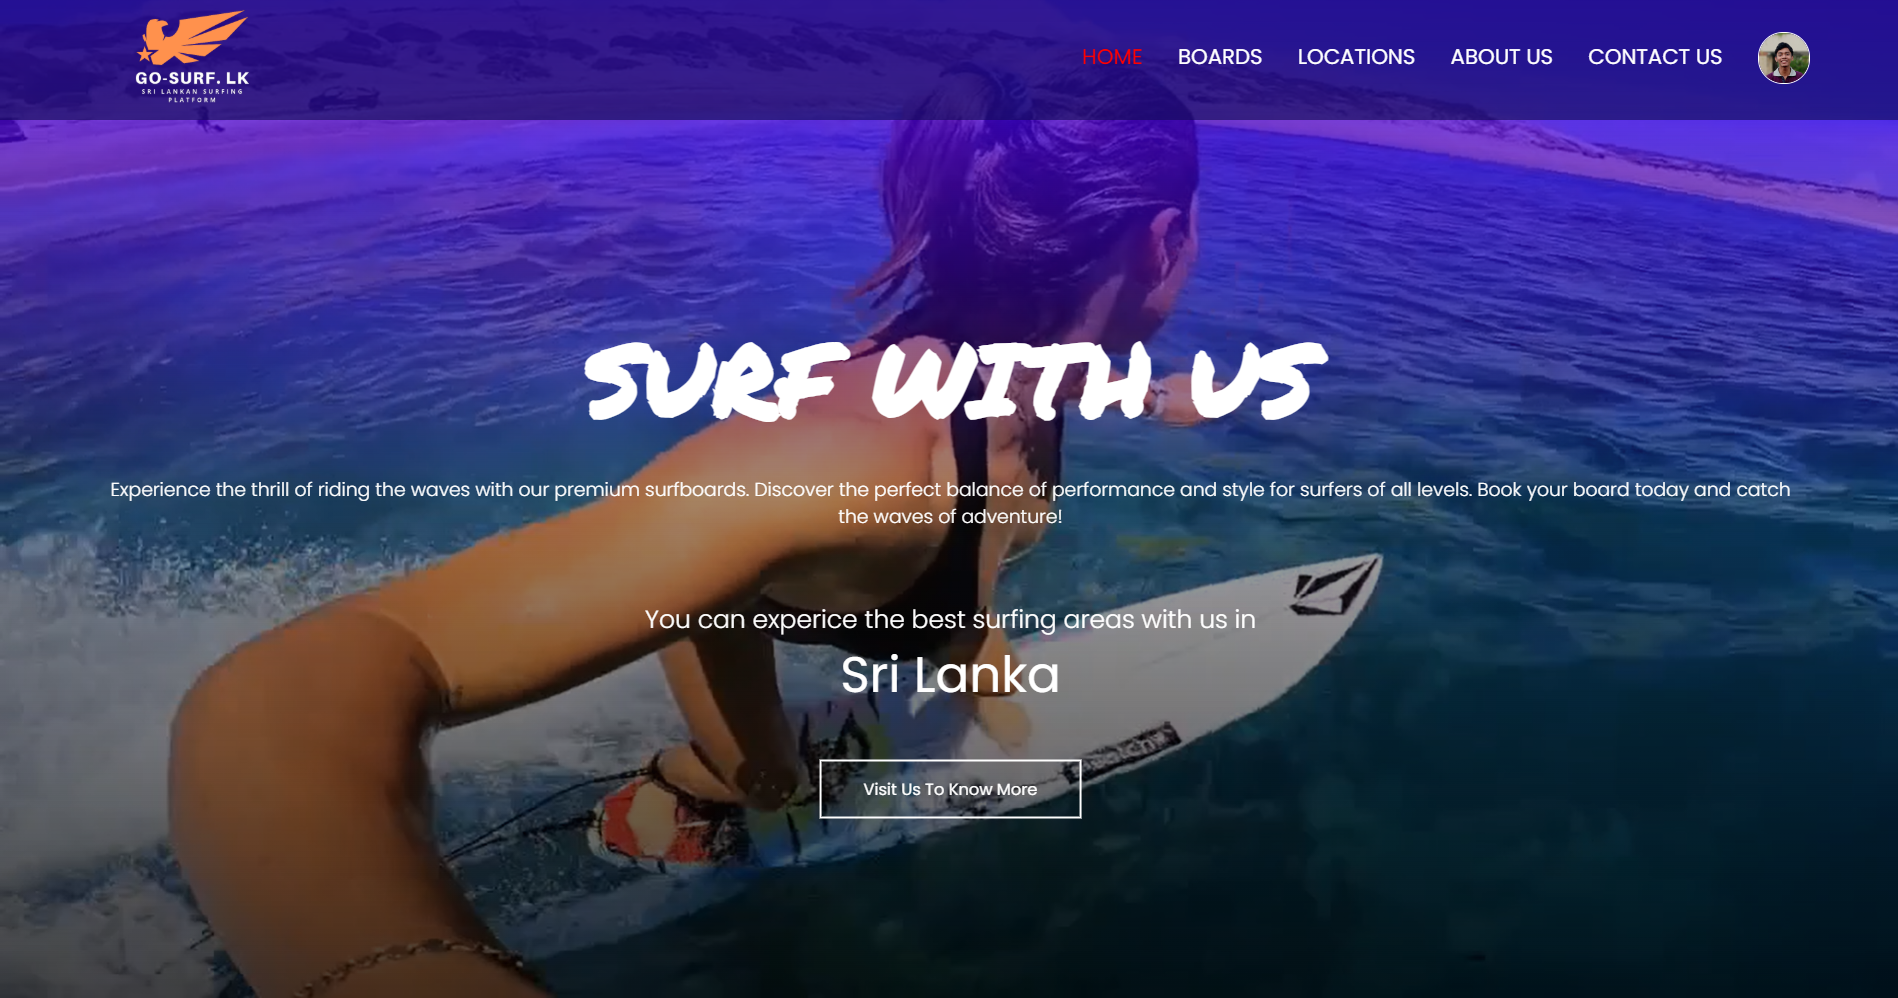 GO-SURF. LK
SRI LANKAN SURFING
PLATFORM
HOME BOARDS LOCATIONS ABOUT US CONTACT US
SURF WITH US
Experience the thrill of riding the waves with our premium surfboards. Discover the perfect balance of performance and style for surfers of all levels. Book your board today and catch
the waves of adventure!
You can experice the best surfing areas with us in
Sri Lanka
Visit Us To Know More